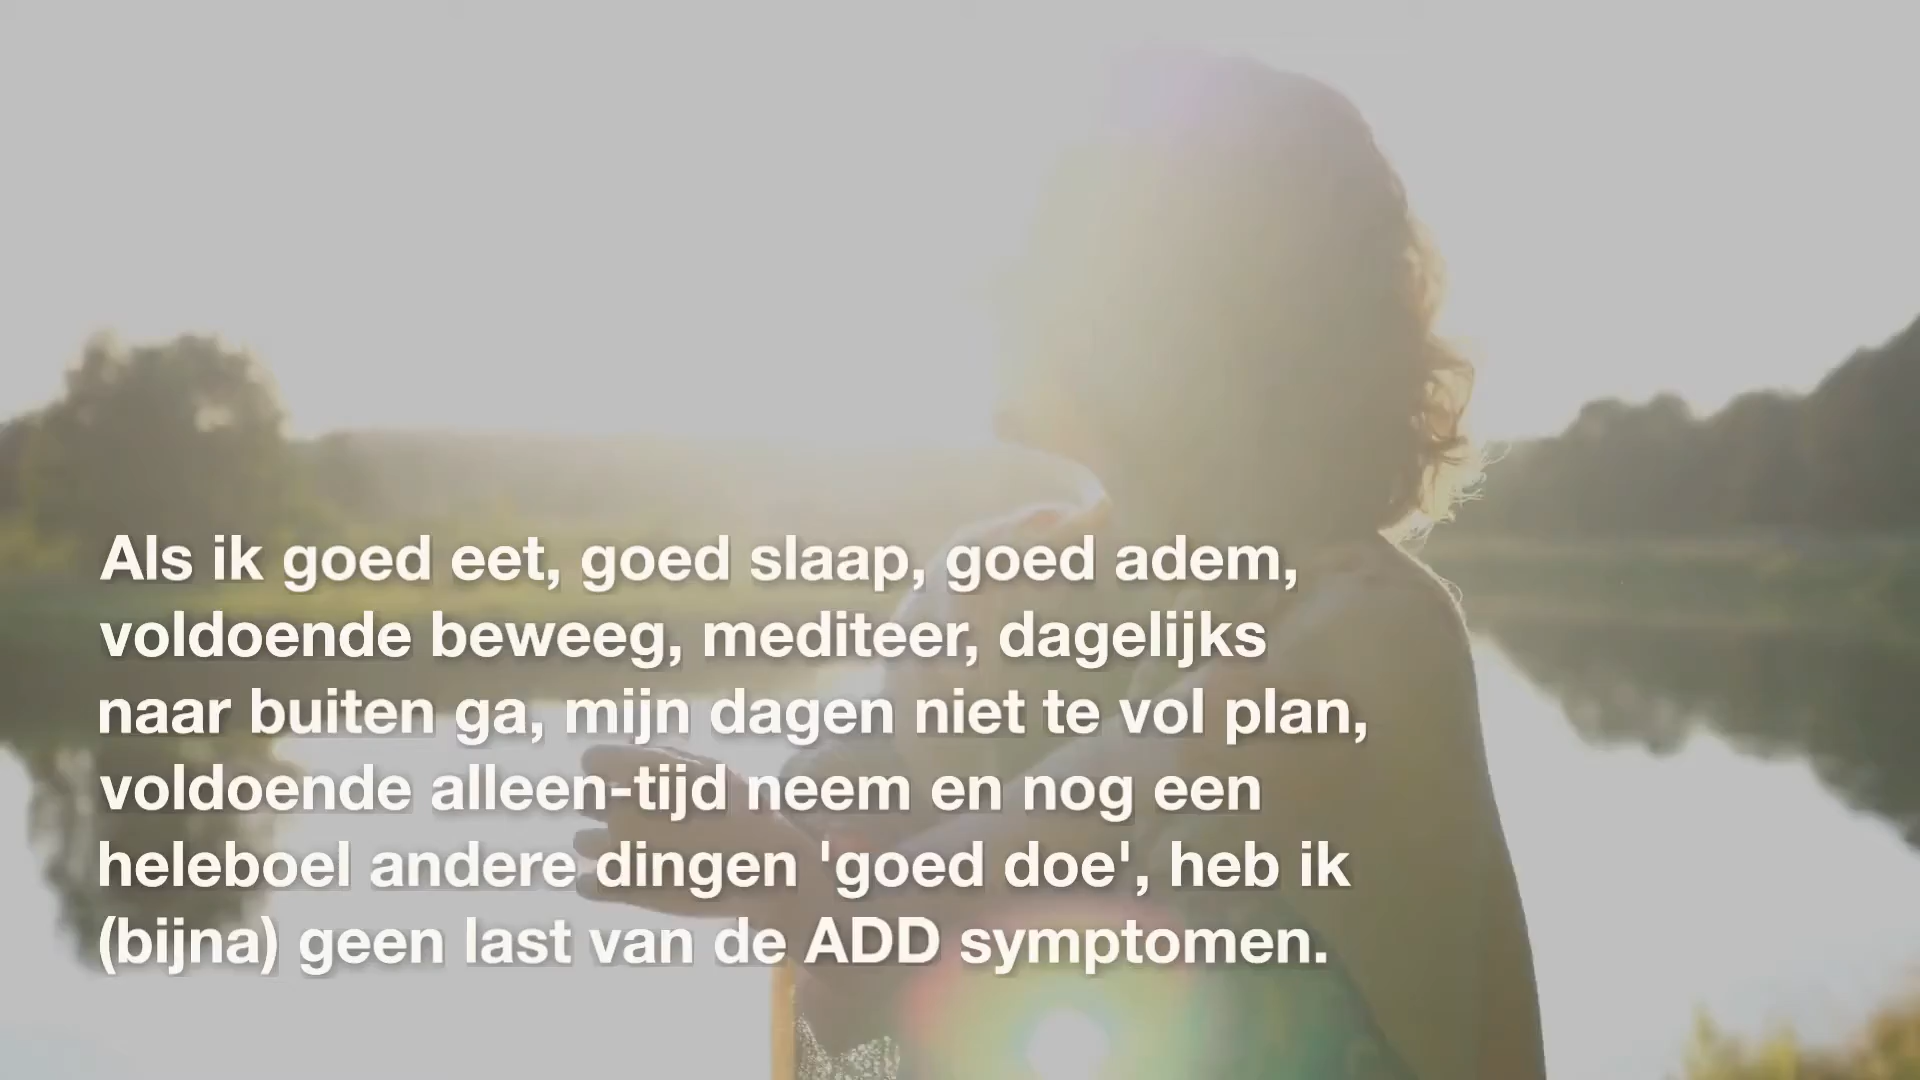 Als ik goed eet, goed slaap, goed adem,
voldoende beweeg, mediteer, dagelijks
naar buiten ga, mijn dagen niet te vol plan,
voldoende alleen-tijd neem en nog een
heleboel andere dingen 'goed doe', heb ik
(bijna) geen last van de ADD symptomen.